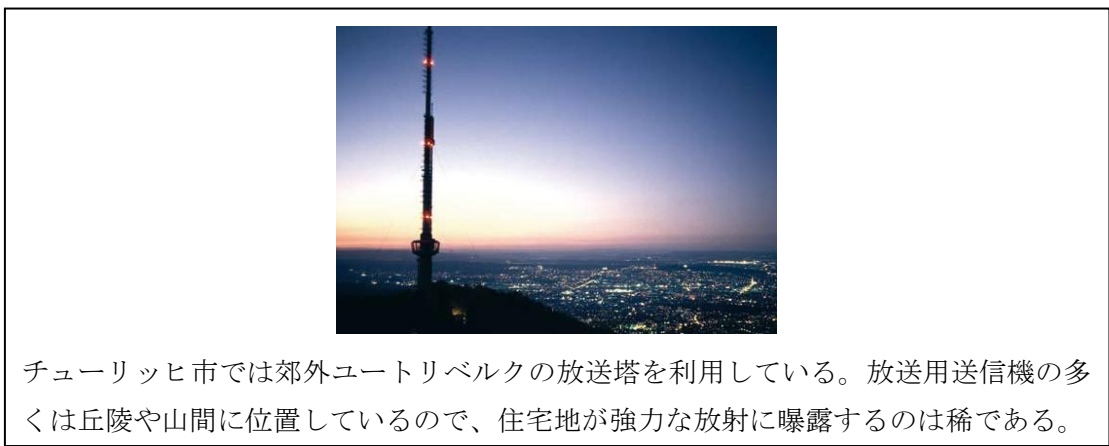 チューリッヒ市では郊外ユートリベルクの放送塔を利用している。放送用送信機の多
くは丘陵や山間に位置しているので、住宅地が強力な放射に曝露するのは稀である。